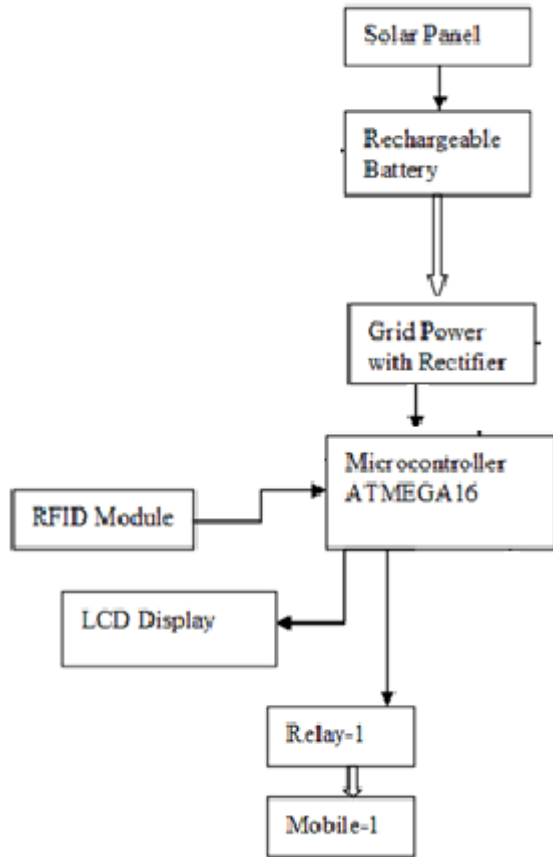 Solar Panel
Rechargeable
Battery
Grid Power
with Rectifier
Microcontroller
ATMEGA16
RFID Module
LCD Display
Relay-1
Mobile-1